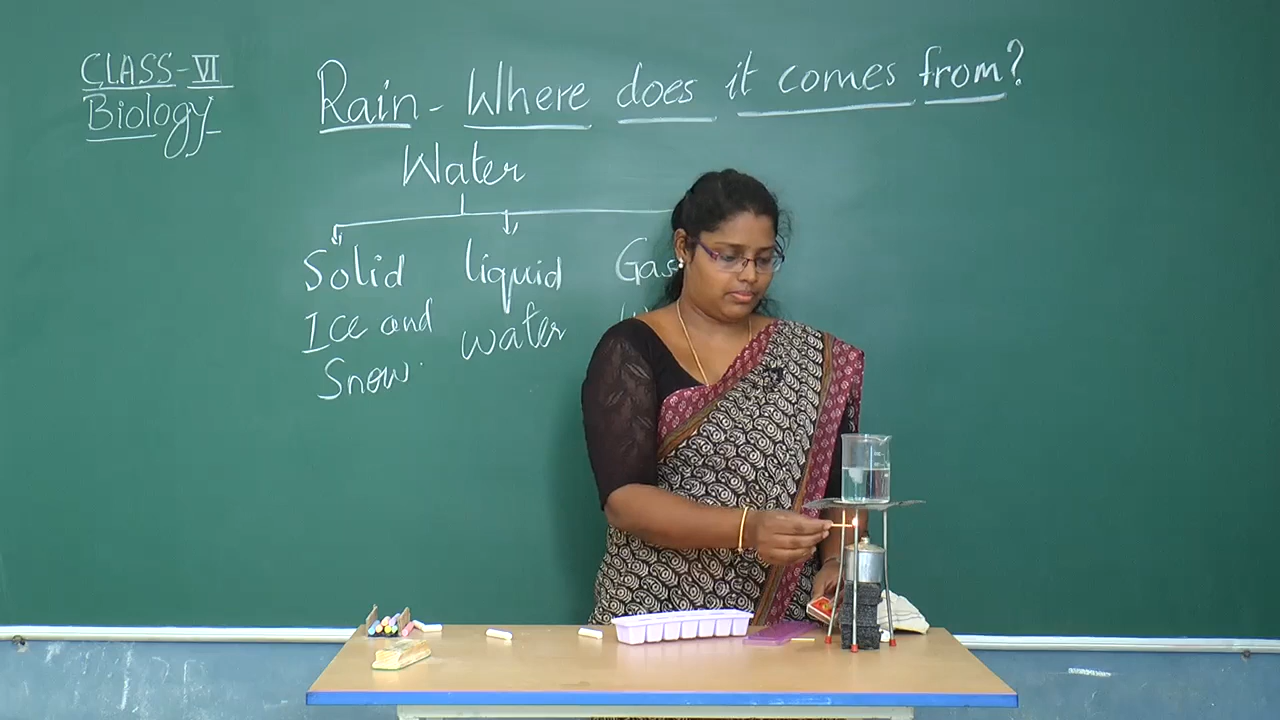 CLASS-VI
Biology
Rain - Where does it comes from?
Water
Solid liquid Gas
Ice and water
Snow.